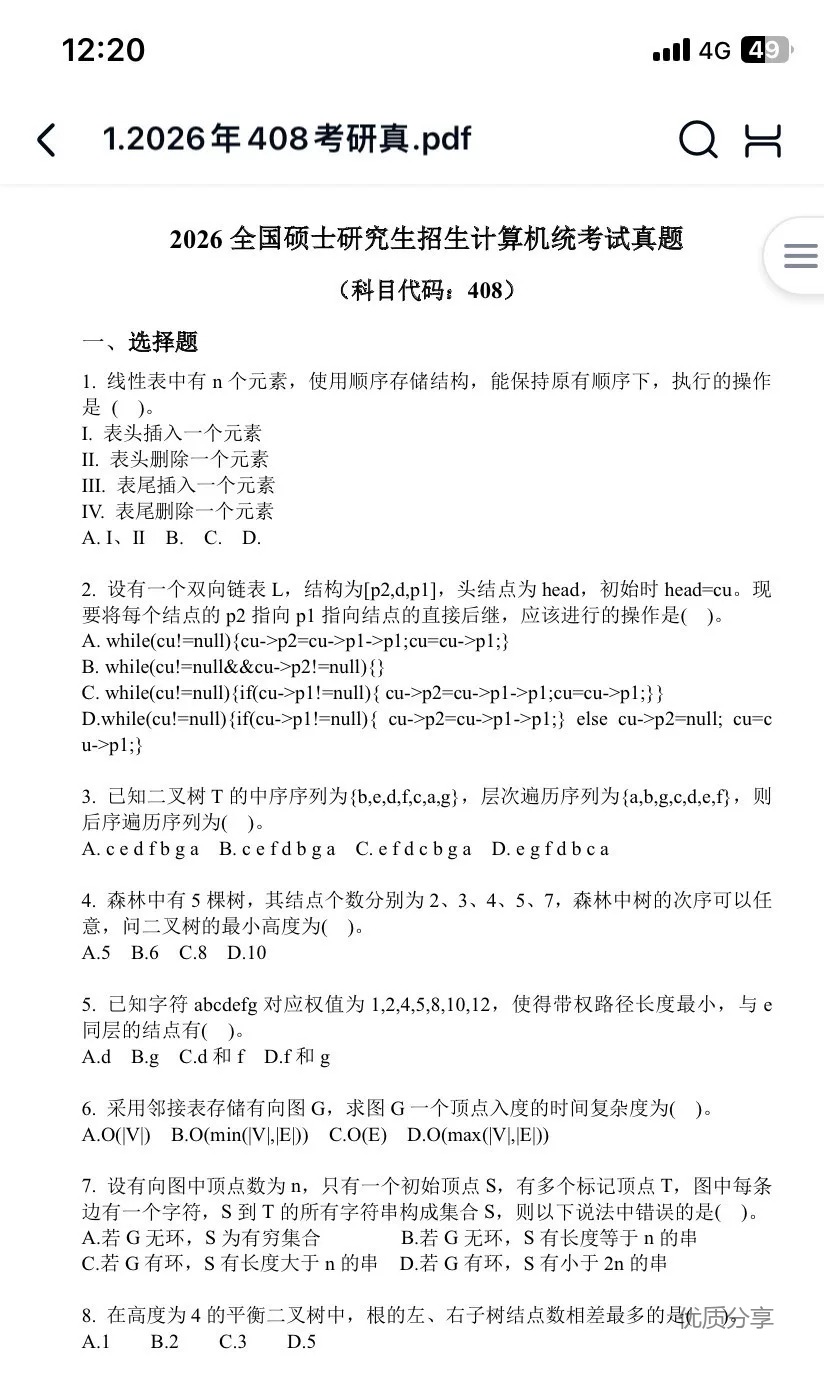 12:20
4G 49
1.2026年408考研真.pdf
2026 全国硕士研究生招生计算机统考试真题
（科目代码：408）
一、选择题
1. 线性表中有 n 个元素，使用顺序存储结构，能保持原有顺序下，执行的操作
是（ ）。
I. 表头插入一个元素
II. 表头删除一个元素
III. 表尾插入一个元素
IV. 表尾删除一个元素
A. I、II B. C. D.
2. 设有一个双向链表 L，结构为[p2,d,p1]，头结点为 head，初始时 head=cu。现
要将每个结点的 p2 指向 p1 指向结点的直接后继，应该进行的操作是( )。
A. while(cu!=null){cu->p2=cu->p1->p1;cu=cu->p1;}
B. while(cu!=null&&cu->p2!=null){}
C. while(cu!=null){if(cu->p1!=null){ cu->p2=cu->p1->p1;cu=cu->p1;}}
D.while(cu!=null){if(cu->p1!=null){ cu->p2=cu->p1->p1;} else cu->p2=null; cu=c
u->p1;}
3. 已知二叉树 T 的中序序列为{b,e,d,f,c,a,g}，层次遍历序列为{a,b,g,c,d,e,f}，则
后序遍历序列为( )。
A. c e d f b g a B. c e f d b g a C. e f d c b g a D. e g f d b c a
4. 森林中有 5 棵树，其结点个数分别为 2、3、4、5、7，森林中树的次序可以任
意，问二叉树的最小高度为( )。
A.5 B.6 C.8 D.10
5. 已知字符 abcdefg 对应权值为 1,2,4,5,8,10,12，使得带权路径长度最小，与 e
同层的结点有( )。
A.d B.g C.d 和 f D.f 和 g
6. 采用邻接表存储有向图 G，求图 G 一个顶点入度的时间复杂度为( )。
A.O(|V|) B.O(min(|V|,|E|)) C.O(E) D.O(max(|V|,|E|))
7. 设有向图中顶点数为 n，只有一个初始顶点 S，有多个标记顶点 T，图中每条
边有一个字符，S 到 T 的所有字符串构成集合 S，则以下说法中错误的是( )。
A.若 G 无环，S 为有穷集合 B.若 G 无环，S 有长度等于 n 的串
C.若 G 有环，S 有长度大于 n 的串 D.若 G 有环，S 有小于 2n 的串
8. 在高度为 4 的平衡二叉树中，根的左、右子树结点数相差最多的是( )。
优质分享
A.1 B.2 C.3 D.5